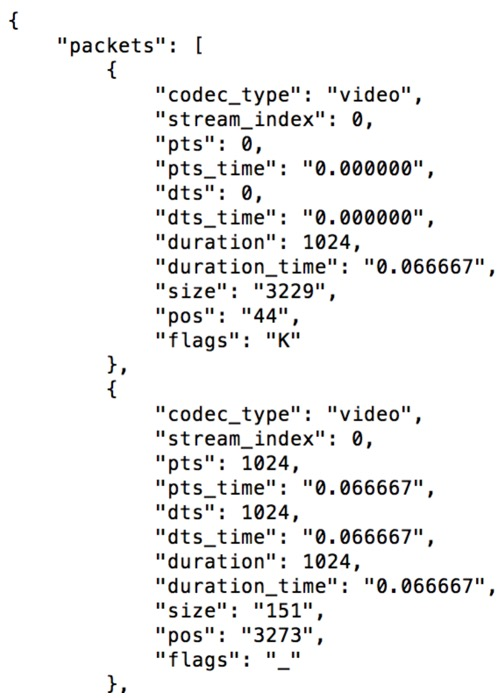 {
    "packets": [
        {
            "codec_type": "video",
            "stream_index": 0,
            "pts": 0,
            "pts_time": "0.000000",
            "dts": 0,
            "dts_time": "0.000000",
            "duration": 1024,
            "duration_time": "0.066667",
            "size": "3229",
            "pos": "44",
            "flags": "K"
        },
        {
            "codec_type": "video",
            "stream_index": 0,
            "pts": 1024,
            "pts_time": "0.066667",
            "dts": 1024,
            "dts_time": "0.066667",
            "duration": 1024,
            "duration_time": "0.066667",
            "size": "151",
            "pos": "3273",
            "flags": "_"
        },